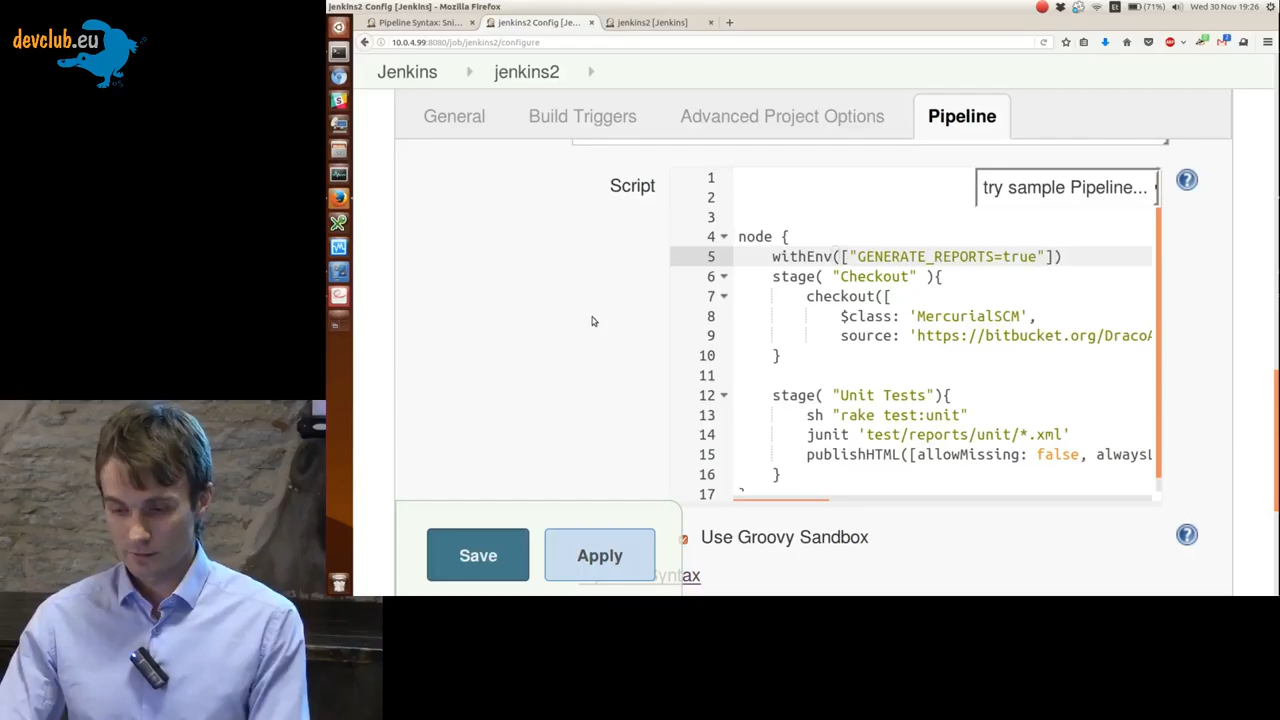 devclub.eu
jenkins2 Config [Jenkins] - Mozilla Firefox
(71%) Wed 30 Nov 19:26
Pipeline Syntax: Sni...
jenkins2 Config [Je...
jenkins2 [Jenkins]
10.0.4.99:8080/job/jenkins2/configure
Jenkins
jenkins2
General
Build Triggers
Advanced Project Options
Pipeline
Script
try sample Pipeline...
1
2
3
4 node {
5 withEnv(["GENERATE_REPORTS=true"])
6 stage( "Checkout" ){
7 checkout([
8 $class: 'MercurialSCM',
9 source: 'https://bitbucket.org/DracoA
10 }
11
12 stage( "Unit Tests"){
13 sh "rake test:unit"
14 junit 'test/reports/unit/*.xml'
15 publishHTML([allowMissing: false, alwaysL
16 }
17
Save
Apply
Use Groovy Sandbox
Syntax